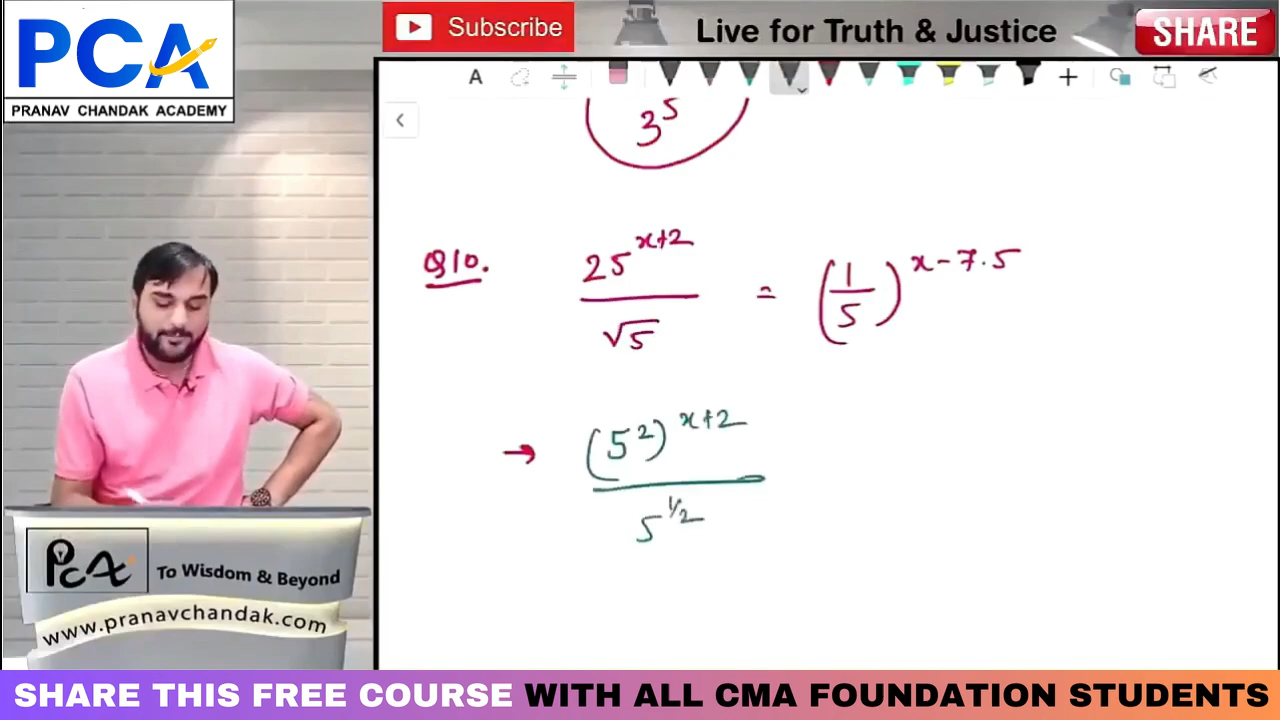 PCA
PRANAV CHANDAK ACADEMY
Subscribe
Live for Truth & Justice
SHARE
A
3^5
Q10. 25^(x+2) / √5 = (1/5)^(x-7.5)
→ (5^2)^(x+2) / 5^(1/2)
PCA To Wisdom & Beyond
www.pranavchandak.com
SHARE THIS FREE COURSE WITH ALL CMA FOUNDATION STUDENTS